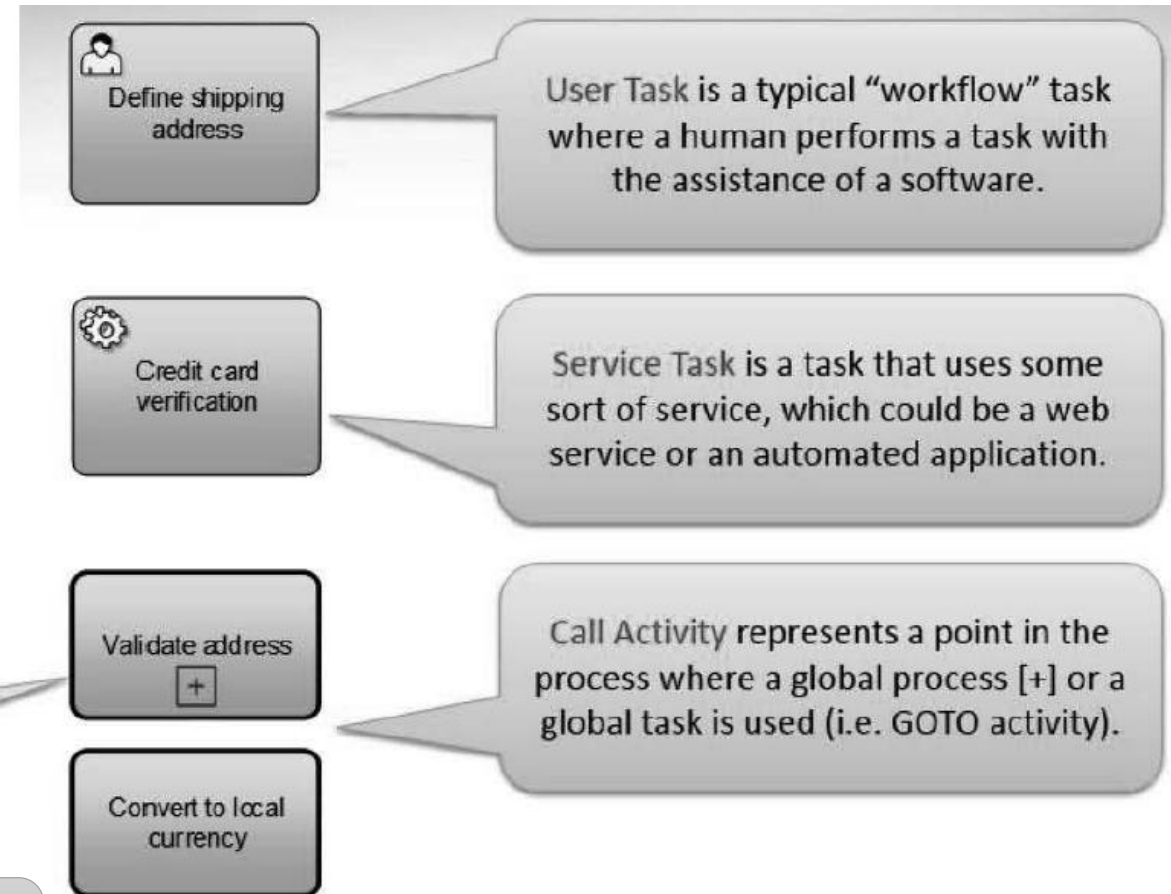 Define shipping
address
User Task is a typical “workflow” task
where a human performs a task with
the assistance of a software.
Credit card
verification
Service Task is a task that uses some
sort of service, which could be a web
service or an automated application.
Validate address
+
Call Activity represents a point in the
process where a global process [+] or a
global task is used (i.e. GOTO activity).
Convert to local
currency